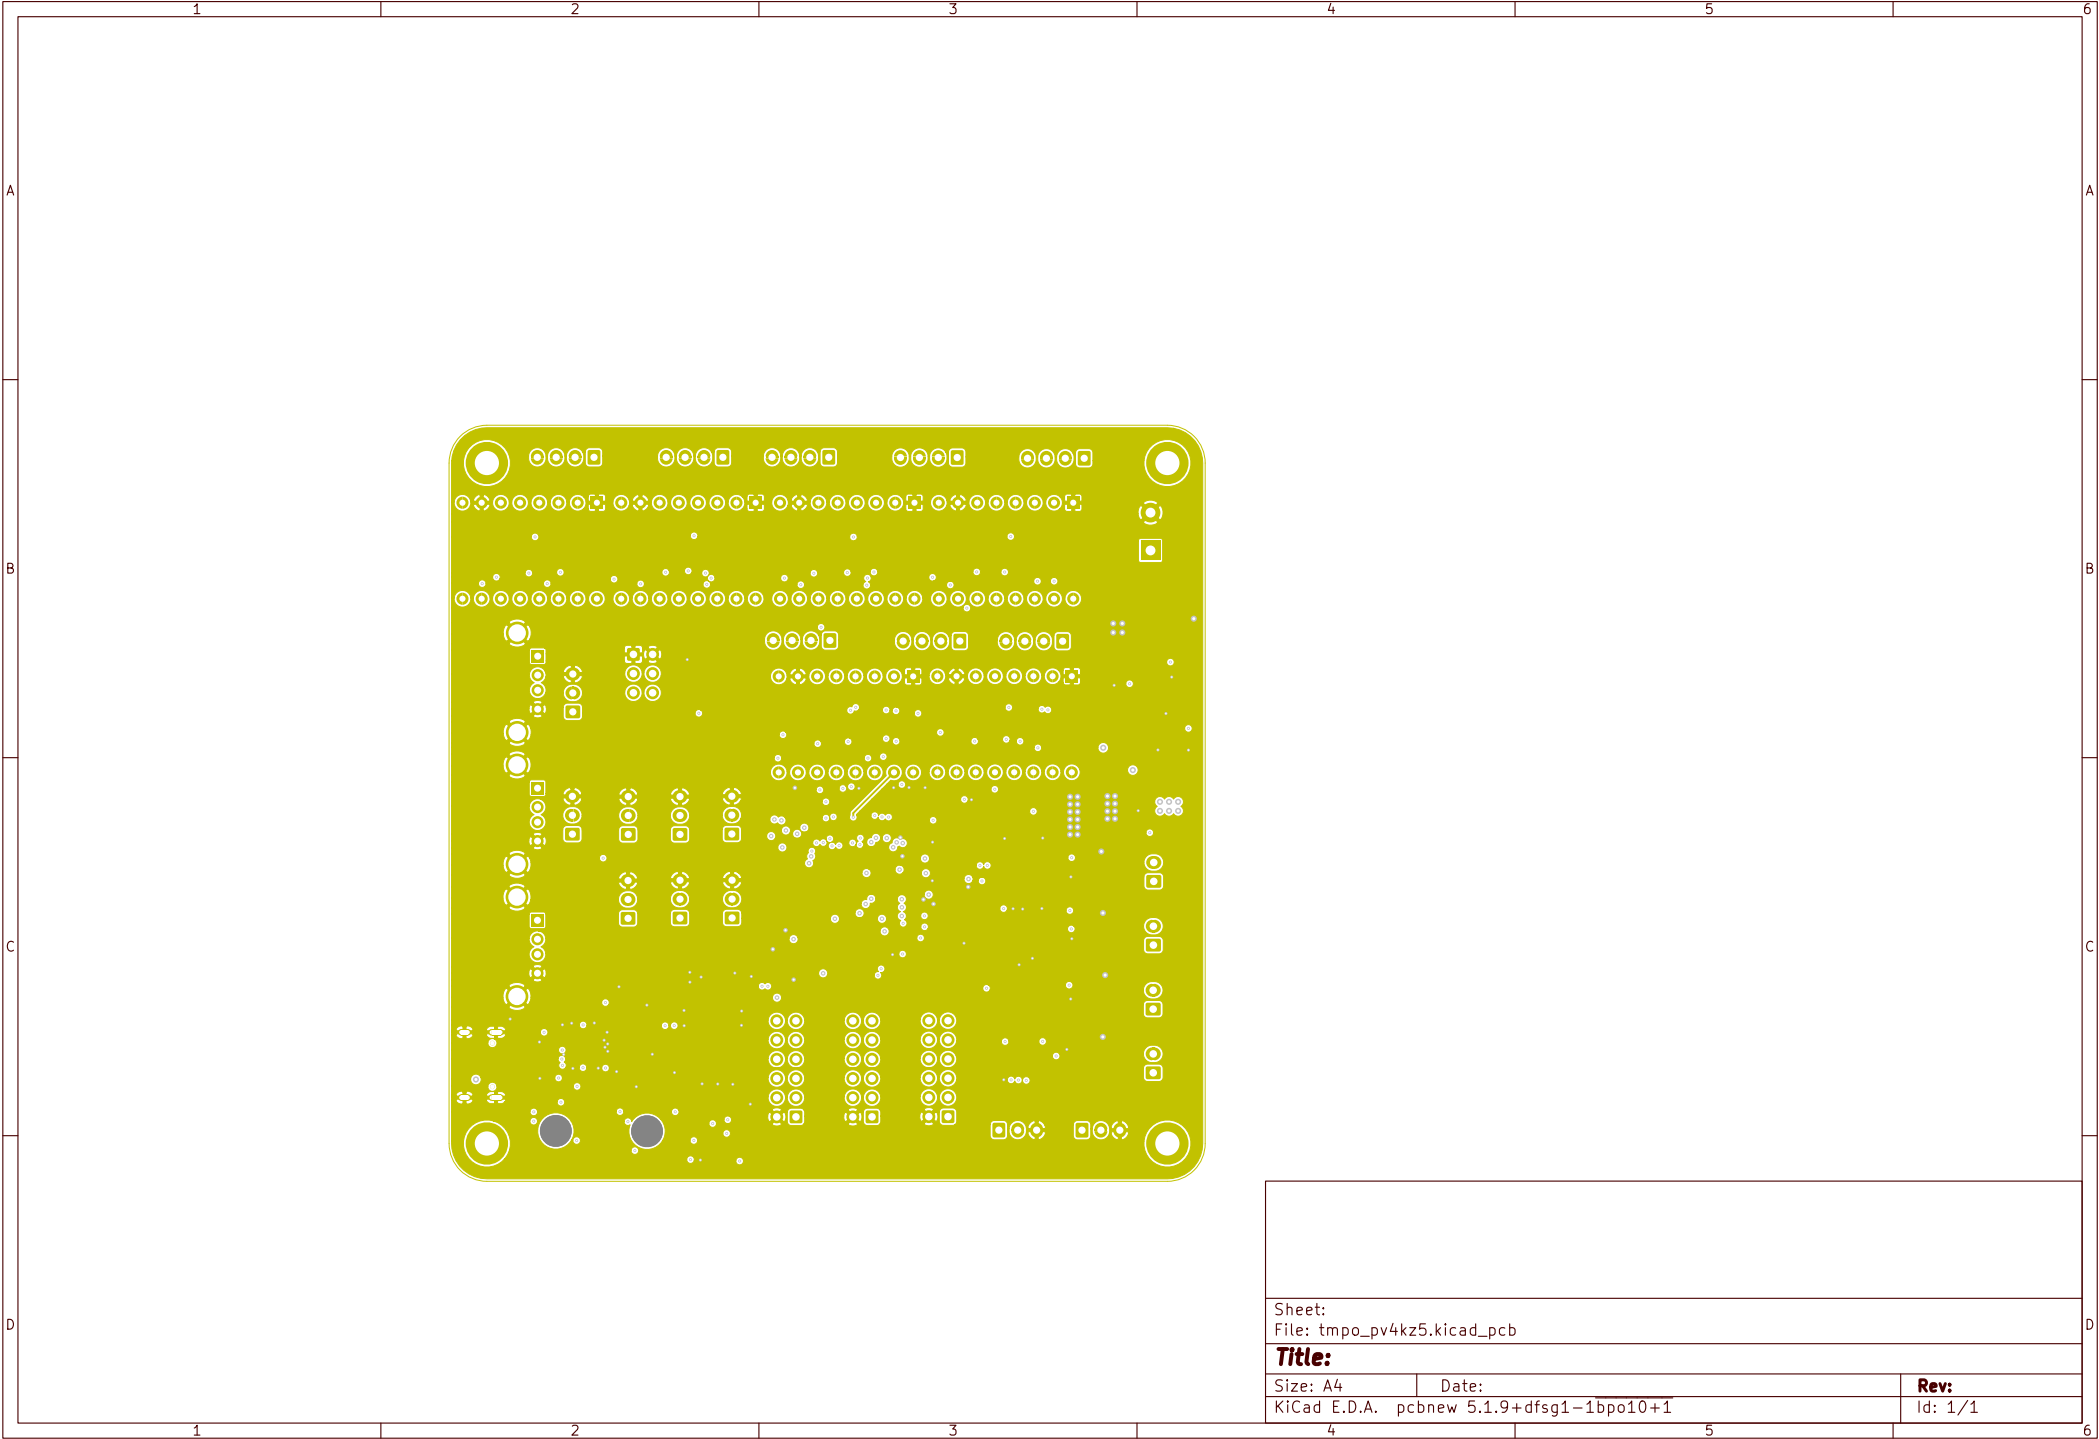 1 2 3 4 5 6
A A
B B
C C
Sheet:
File: tmpo_pv4kz5.kicad_pcb
D D
Title:
Size: A4 Date: Rev:
KiCad E.D.A. pcbnew 5.1.9+dfsg1-1bpo10+1 Id: 1/1
1 2 3 4 5 6